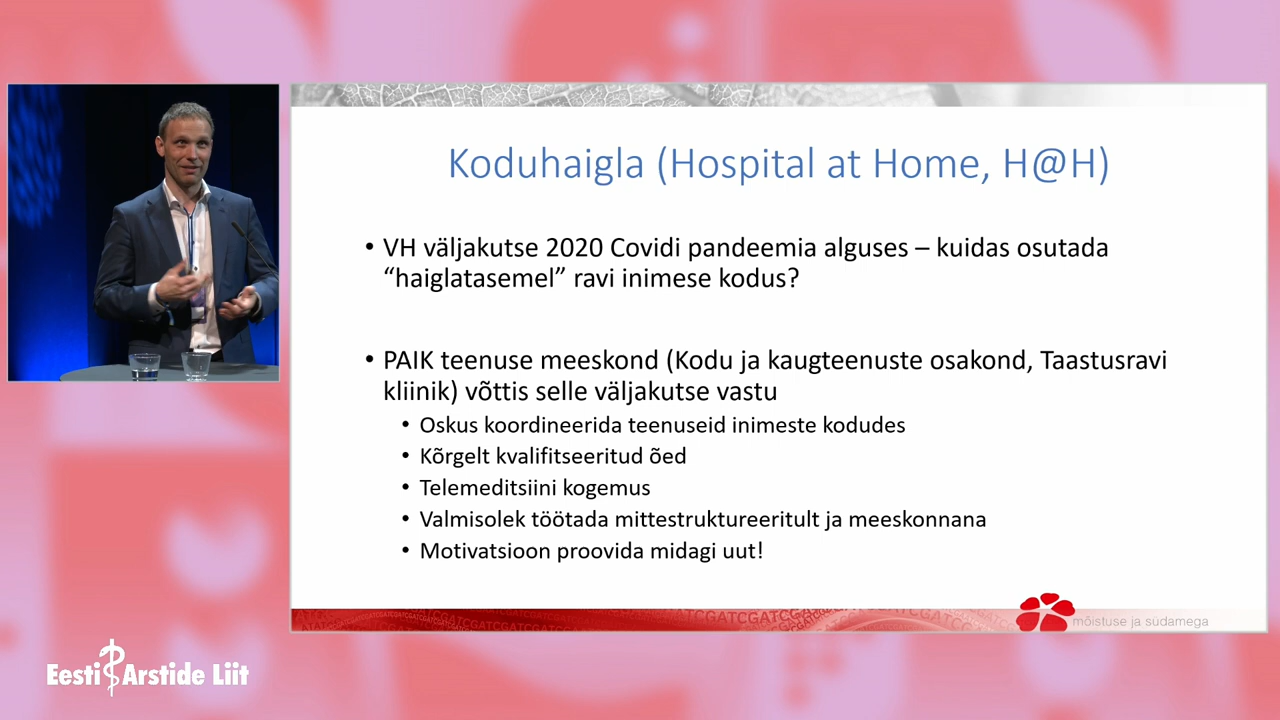 Koduhaigla (Hospital at Home, H@H)
• VH väljakutse 2020 Covidi pandeemia alguses – kuidas osutada
“haiglatasemel” ravi inimese kodus?
• PAIK teenuse meeskond (Kodu ja kaugteenuste osakond, Taastusravi
kliinik) võttis selle väljakutse vastu
• Oskus koordineerida teenuseid inimeste kodudes
• Kõrgelt kvalifitseeritud õed
• Telemeditsiini kogemus
• Valmisolek töötada mittestruktureeritult ja meeskonnana
• Motivatsioon proovida midagi uut!
mõistuse ja südamega
Eesti Arstide Liit